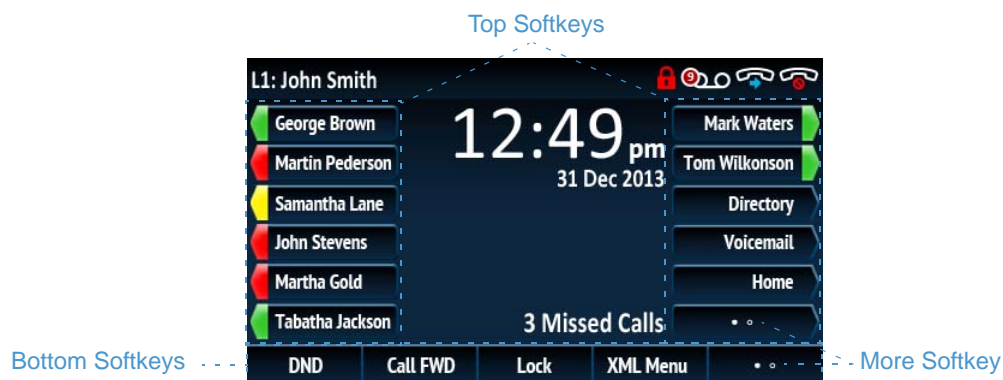 Top Softkeys
L1: John Smith
9
George Brown
12:49 pm
Mark Waters
Martin Pederson
31 Dec 2013
Tom Wilkonson
Samantha Lane
Directory
John Stevens
Voicemail
Martha Gold
Home
Tabatha Jackson
3 Missed Calls
Bottom Softkeys
DND
Call FWD
Lock
XML Menu
More Softkey